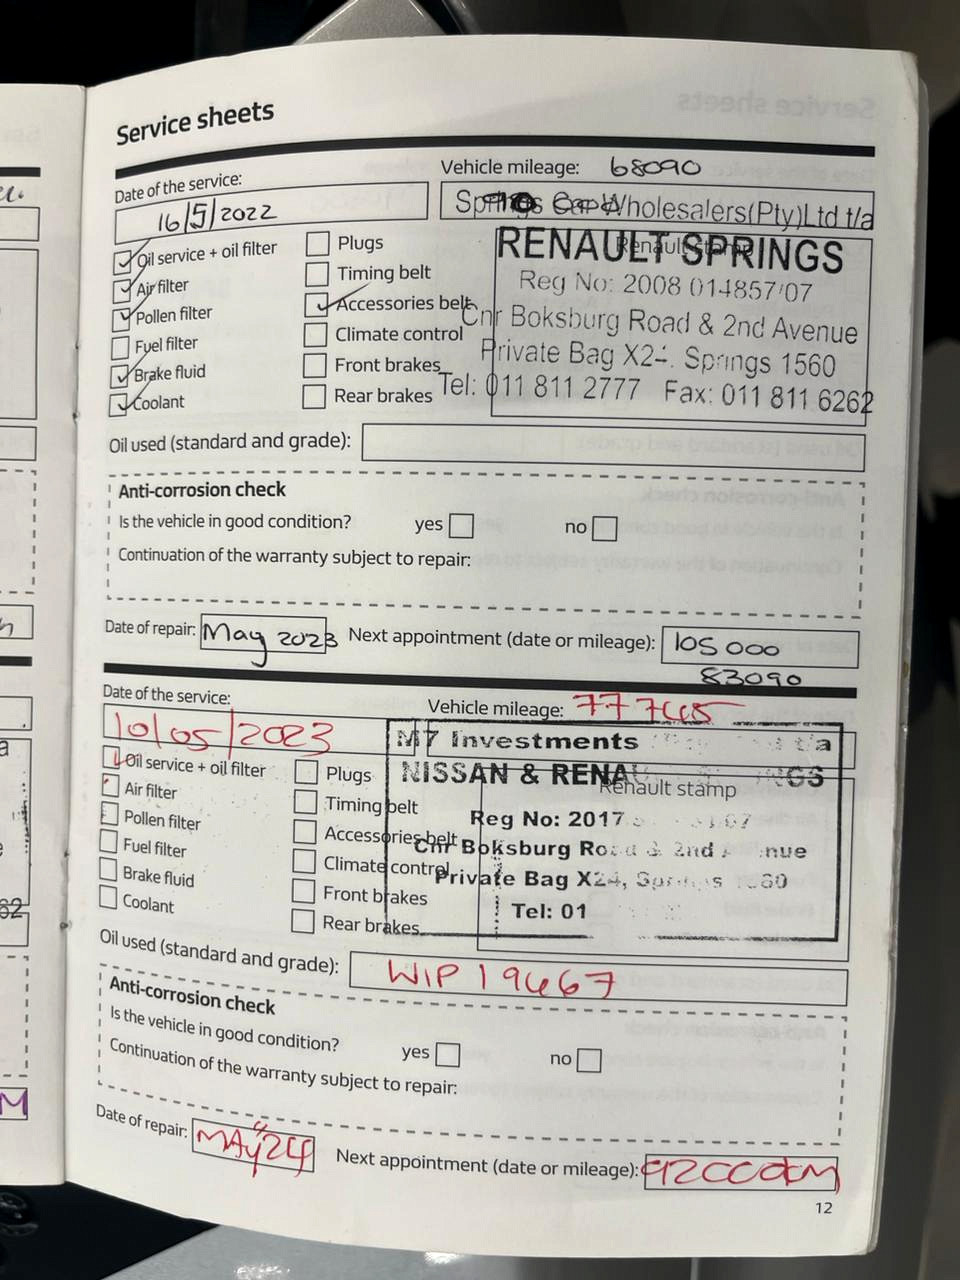 Service sheets
Vehicle mileage: 68090
Date of the service:
16/5/2022
Springs Car Wholesalers(Pty)Ltd t/a
Renault stamp
RENAULT SPRINGS
Reg No: 2008 014857/07
Cnr Boksburg Road & 2nd Avenue
Private Bag X24, Springs 1560
Tel: 011 811 2777 Fax: 011 811 6262
Oil service + oil filter
Air filter
Pollen filter
Fuel filter
Brake fluid
Coolant
Plugs
Timing belt
Accessories belt
Climate control
Front brakes
Rear brakes
Oil used (standard and grade):
Anti-corrosion check
Is the vehicle in good condition? yes no
Continuation of the warranty subject to repair:
Date of repair: May 2023 Next appointment (date or mileage): 105 000
83090
Date of the service:
10/05/2023
Vehicle mileage:
M7 Investments t/a
NISSAN & RENAU GS
Renault stamp
Reg No: 2017
Cnr Boksburg Road & 2nd Avenue
Private Bag X24, Springs 1560
Tel: 01
Oil service + oil filter
Air filter
Pollen filter
Fuel filter
Brake fluid
Coolant
Plugs
Timing belt
Accessories belt
Climate control
Front brakes
Rear brakes
Oil used (standard and grade): WIP 19667
Anti-corrosion check
Is the vehicle in good condition? yes no
Continuation of the warranty subject to repair:
Date of repair: MAY "24 Next appointment (date or mileage): 92000km
12